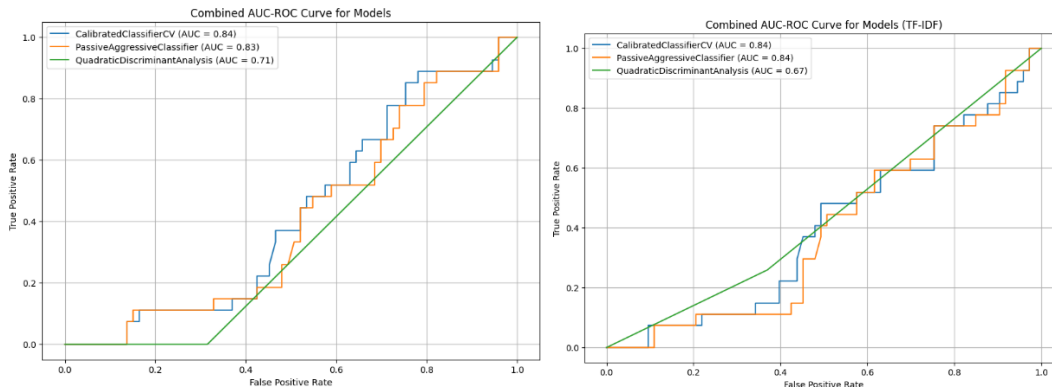 Combined AUC-ROC Curve for Models
CalibratedClassifierCV (AUC = 0.84)
PassiveAggressiveClassifier (AUC = 0.83)
QuadraticDiscriminantAnalysis (AUC = 0.71)
True Positive Rate
1.0
0.8
0.6
0.4
0.2
0.0
0.0 0.2 0.4 0.6 0.8 1.0
False Positive Rate
Combined AUC-ROC Curve for Models (TF-IDF)
CalibratedClassifierCV (AUC = 0.84)
PassiveAggressiveClassifier (AUC = 0.84)
QuadraticDiscriminantAnalysis (AUC = 0.67)
True Positive Rate
1.0
0.8
0.6
0.4
0.2
0.0
0.0 0.2 0.4 0.6 0.8 1.0
False Positive Rate